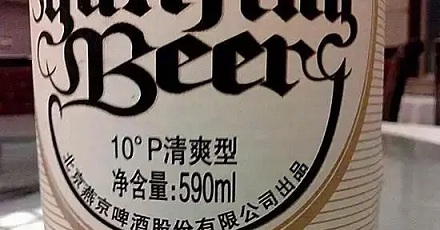 Yanjing
Beer
10°P清爽型
净含量:590ml
北京燕京啤酒股份有限公司出品